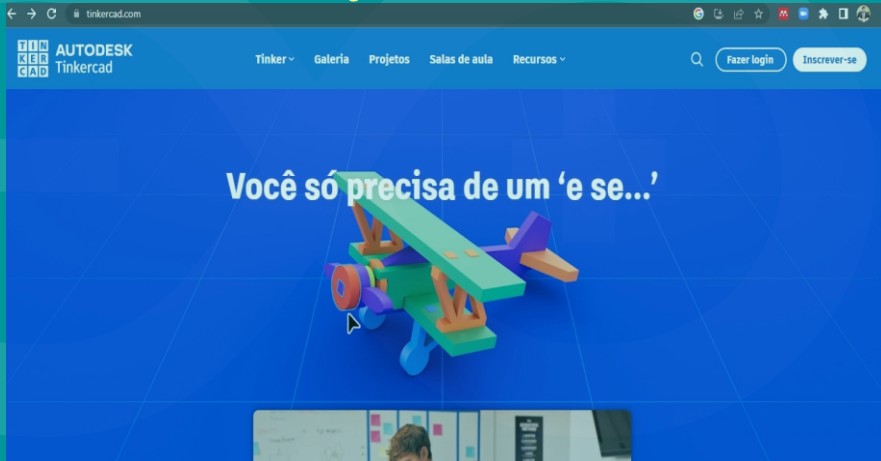 tinkercad.com
TIN
KER
CAD
AUTODESK
Tinkercad
Tinker
Galeria
Projetos
Salas de aula
Recursos
Fazer login
Inscrever-se
Você só precisa de um ‘e se...’